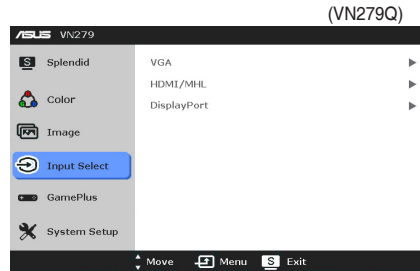 (VN279Q)
ASUS VN279
S Splendid
VGA
HDMI/MHL
DisplayPort
Color
Image
Input Select
GamePlus
System Setup
Move Menu S Exit